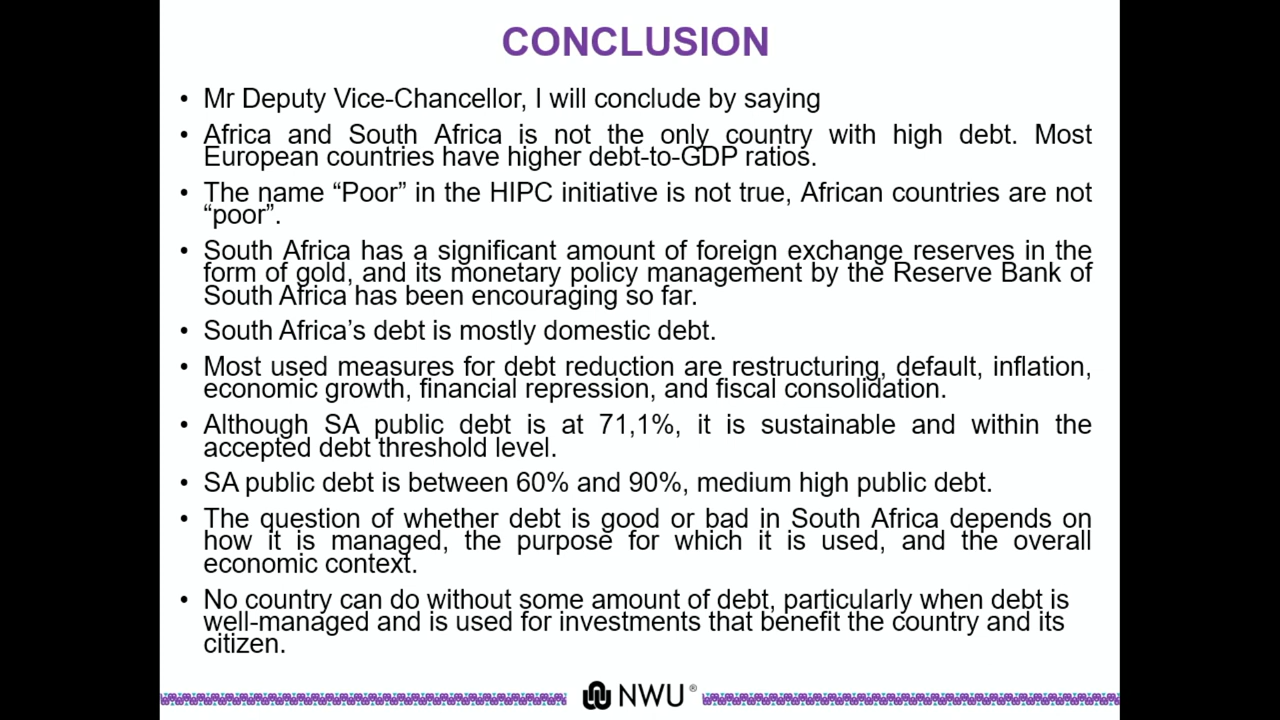 CONCLUSION
• Mr Deputy Vice-Chancellor, I will conclude by saying
• Africa and South Africa is not the only country with high debt. Most
European countries have higher debt-to-GDP ratios.
• The name “Poor” in the HIPC initiative is not true, African countries are not
“poor”.
• South Africa has a significant amount of foreign exchange reserves in the
form of gold, and its monetary policy management by the Reserve Bank of
South Africa has been encouraging so far.
• South Africa’s debt is mostly domestic debt.
• Most used measures for debt reduction are restructuring, default, inflation,
economic growth, financial repression, and fiscal consolidation.
• Although SA public debt is at 71,1%, it is sustainable and within the
accepted debt threshold level.
• SA public debt is between 60% and 90%, medium high public debt.
• The question of whether debt is good or bad in South Africa depends on
how it is managed, the purpose for which it is used, and the overall
economic context.
• No country can do without some amount of debt, particularly when debt is
well-managed and is used for investments that benefit the country and its
citizen.
NWU®